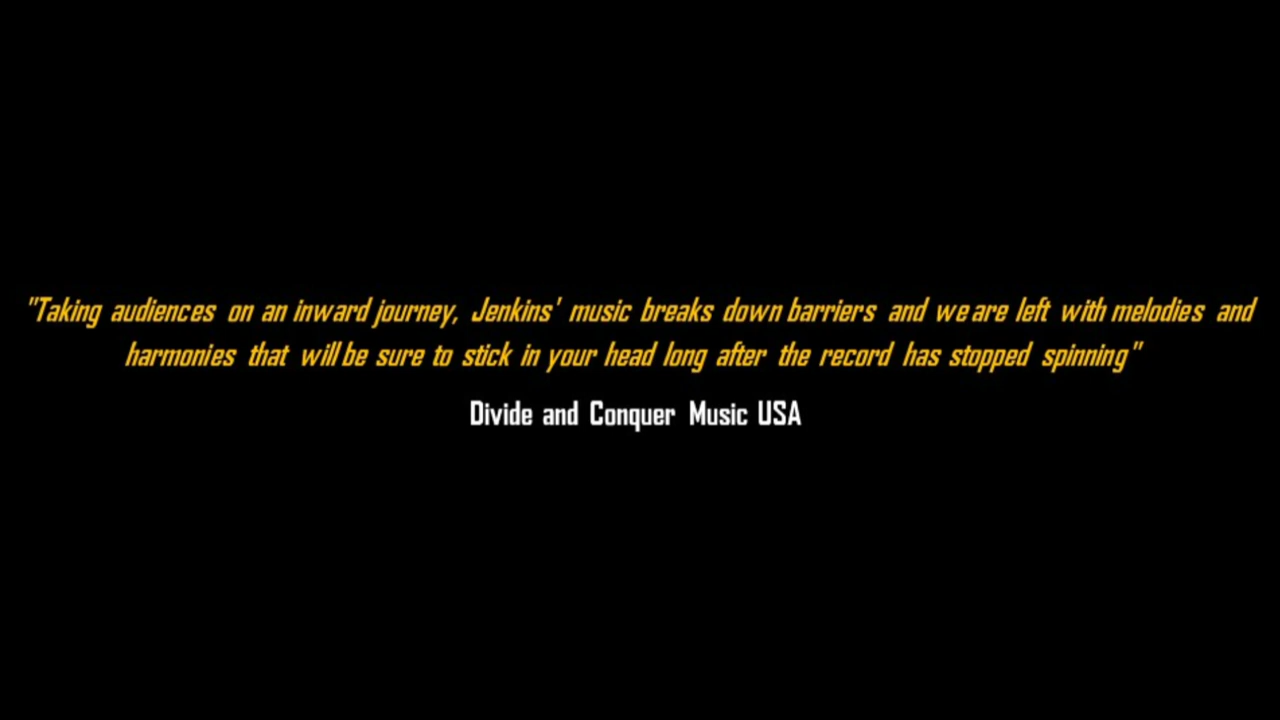 "Taking audiences on an inward journey, Jenkins' music breaks down barriers and we are left with melodies and
harmonies that will be sure to stick in your head long after the record has stopped spinning"
Divide and Conquer Music USA